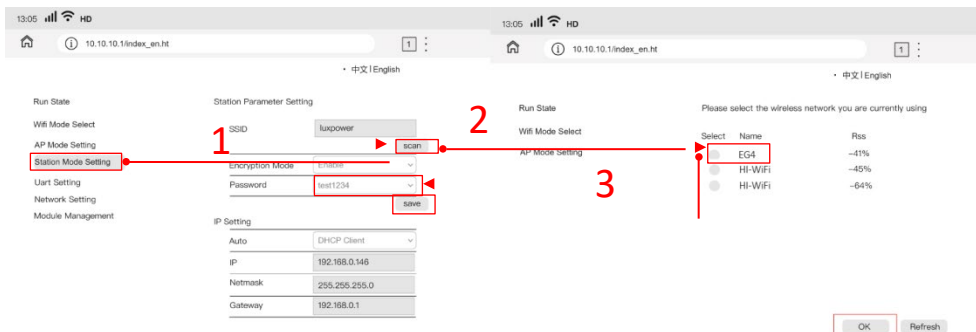 13:05 HD
10.10.10.1/index_en.ht 1
• 中文 | English
Run State
Wifi Mode Select
AP Mode Setting
Station Mode Setting
Uart Setting
Network Setting
Module Management
Station Parameter Setting
SSID luxpower
scan
Encryption Mode Enable
Password test1234
save
IP Setting
Auto DHCP Client
IP 192.168.0.146
Netmask 255.255.255.0
Gateway 192.168.0.1
1
2
3
13:05 HD
10.10.10.1/index_en.ht 1
• 中文 | English
Run State
Wifi Mode Select
AP Mode Setting
Please select the wireless network you are currently using
Select Name Rss
EG4 -41%
HI-WiFi -45%
HI-WiFi -64%
OK Refresh